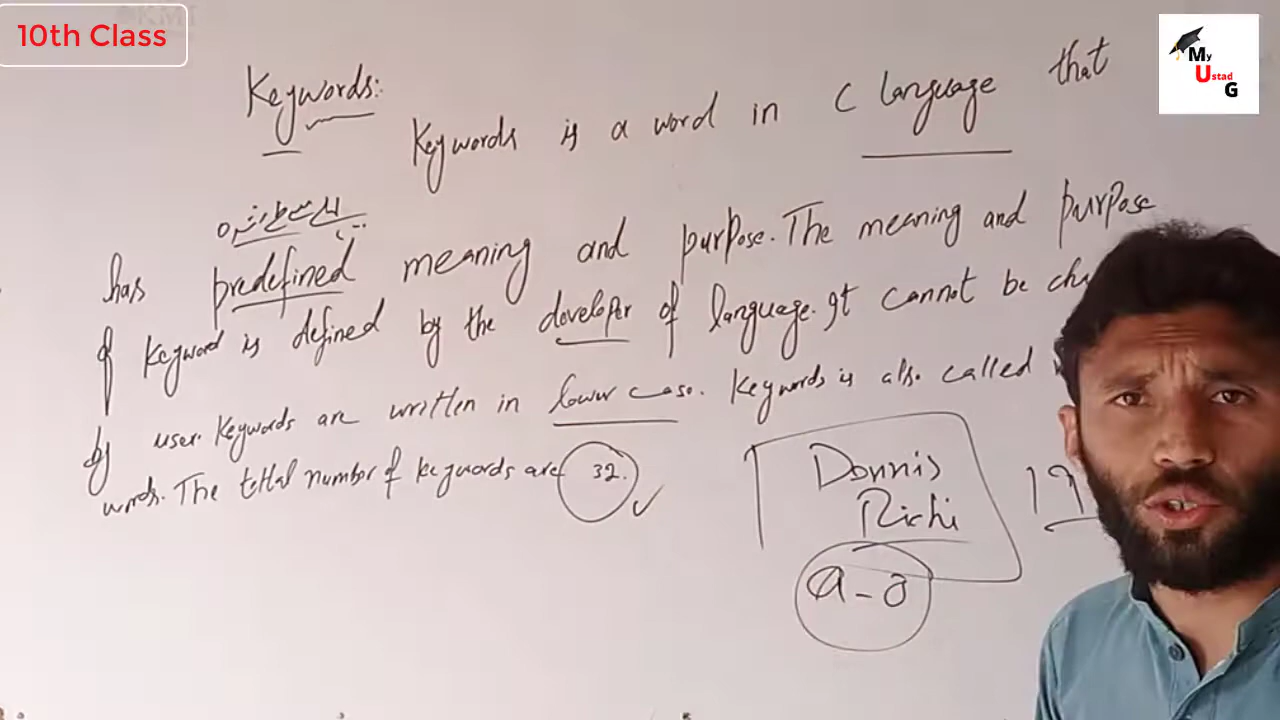 10th Class
My
Ustad
G
Keywords:
Keywords is a word in C language that
has predefined meaning and purpose. The meaning and purpose
of keyword is defined by the developer of language. It cannot be
by user. Keywords are written in lower case. Keywords is also called
words. The total number of keywords are 32.
Dennis
Richi
19
a-